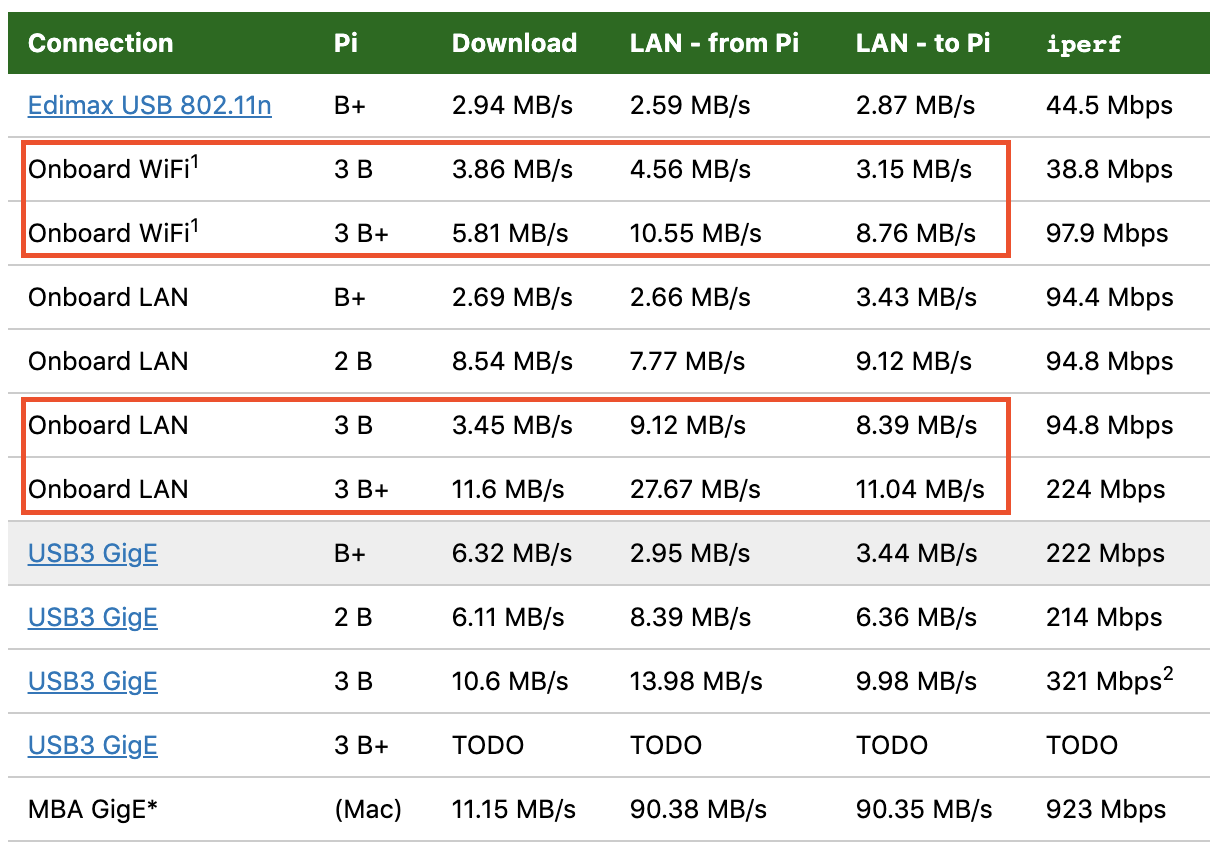 Connection Pi Download LAN - from Pi LAN - to Pi iperf
Edimax USB 802.11n B+ 2.94 MB/s 2.59 MB/s 2.87 MB/s 44.5 Mbps
Onboard WiFi1 3 B 3.86 MB/s 4.56 MB/s 3.15 MB/s 38.8 Mbps
Onboard WiFi1 3 B+ 5.81 MB/s 10.55 MB/s 8.76 MB/s 97.9 Mbps
Onboard LAN B+ 2.69 MB/s 2.66 MB/s 3.43 MB/s 94.4 Mbps
Onboard LAN 2 B 8.54 MB/s 7.77 MB/s 9.12 MB/s 94.8 Mbps
Onboard LAN 3 B 3.45 MB/s 9.12 MB/s 8.39 MB/s 94.8 Mbps
Onboard LAN 3 B+ 11.6 MB/s 27.67 MB/s 11.04 MB/s 224 Mbps
USB3 GigE B+ 6.32 MB/s 2.95 MB/s 3.44 MB/s 222 Mbps
USB3 GigE 2 B 6.11 MB/s 8.39 MB/s 6.36 MB/s 214 Mbps
USB3 GigE 3 B 10.6 MB/s 13.98 MB/s 9.98 MB/s 321 Mbps2
USB3 GigE 3 B+ TODO TODO TODO TODO
MBA GigE* (Mac) 11.15 MB/s 90.38 MB/s 90.35 MB/s 923 Mbps